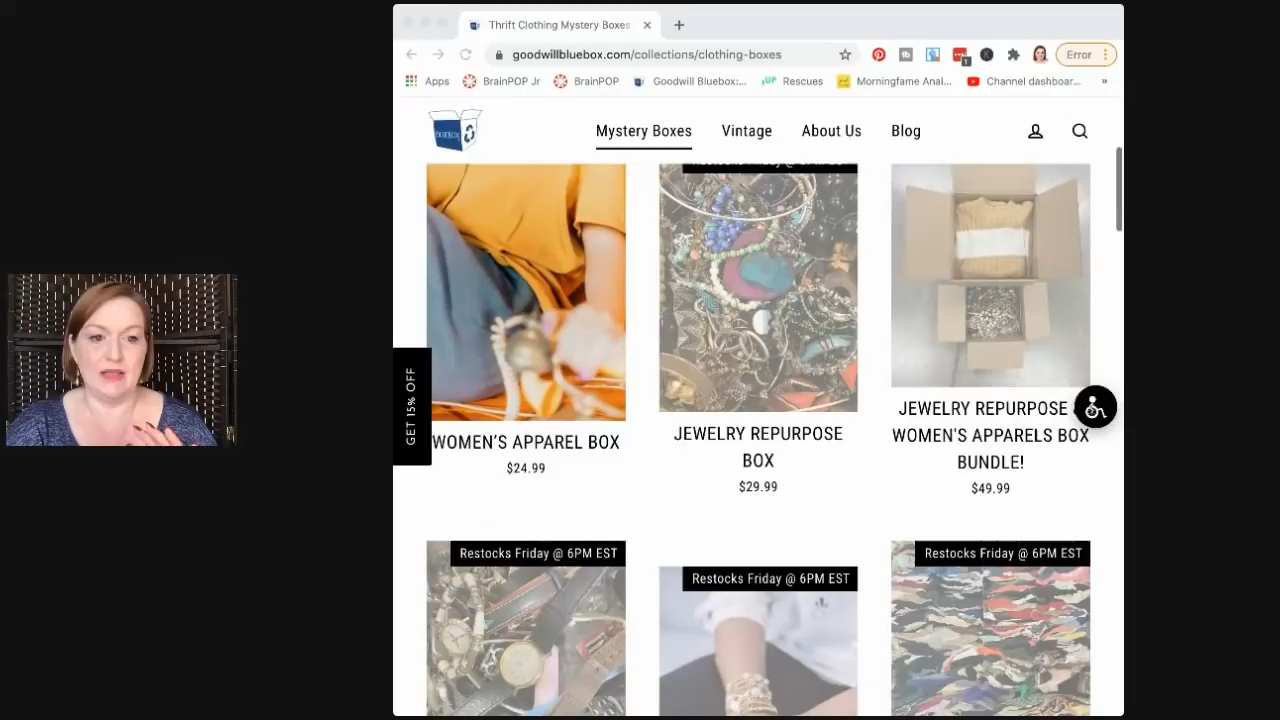 Thrift Clothing Mystery Boxes
goodwillbluebox.com/collections/clothing-boxes
Error
Apps
BrainPOP Jr
BrainPOP
Goodwill Bluebox:...
Rescues
Morningfame Anal...
Channel dashboar...
Mystery Boxes
Vintage
About Us
Blog
GET 15% OFF
WOMEN'S APPAREL BOX
$24.99
JEWELRY REPURPOSE
BOX
$29.99
JEWELRY REPURPOSE
WOMEN'S APPARELS BOX
BUNDLE!
$49.99
Restocks Friday @ 6PM EST
Restocks Friday @ 6PM EST
Restocks Friday @ 6PM EST